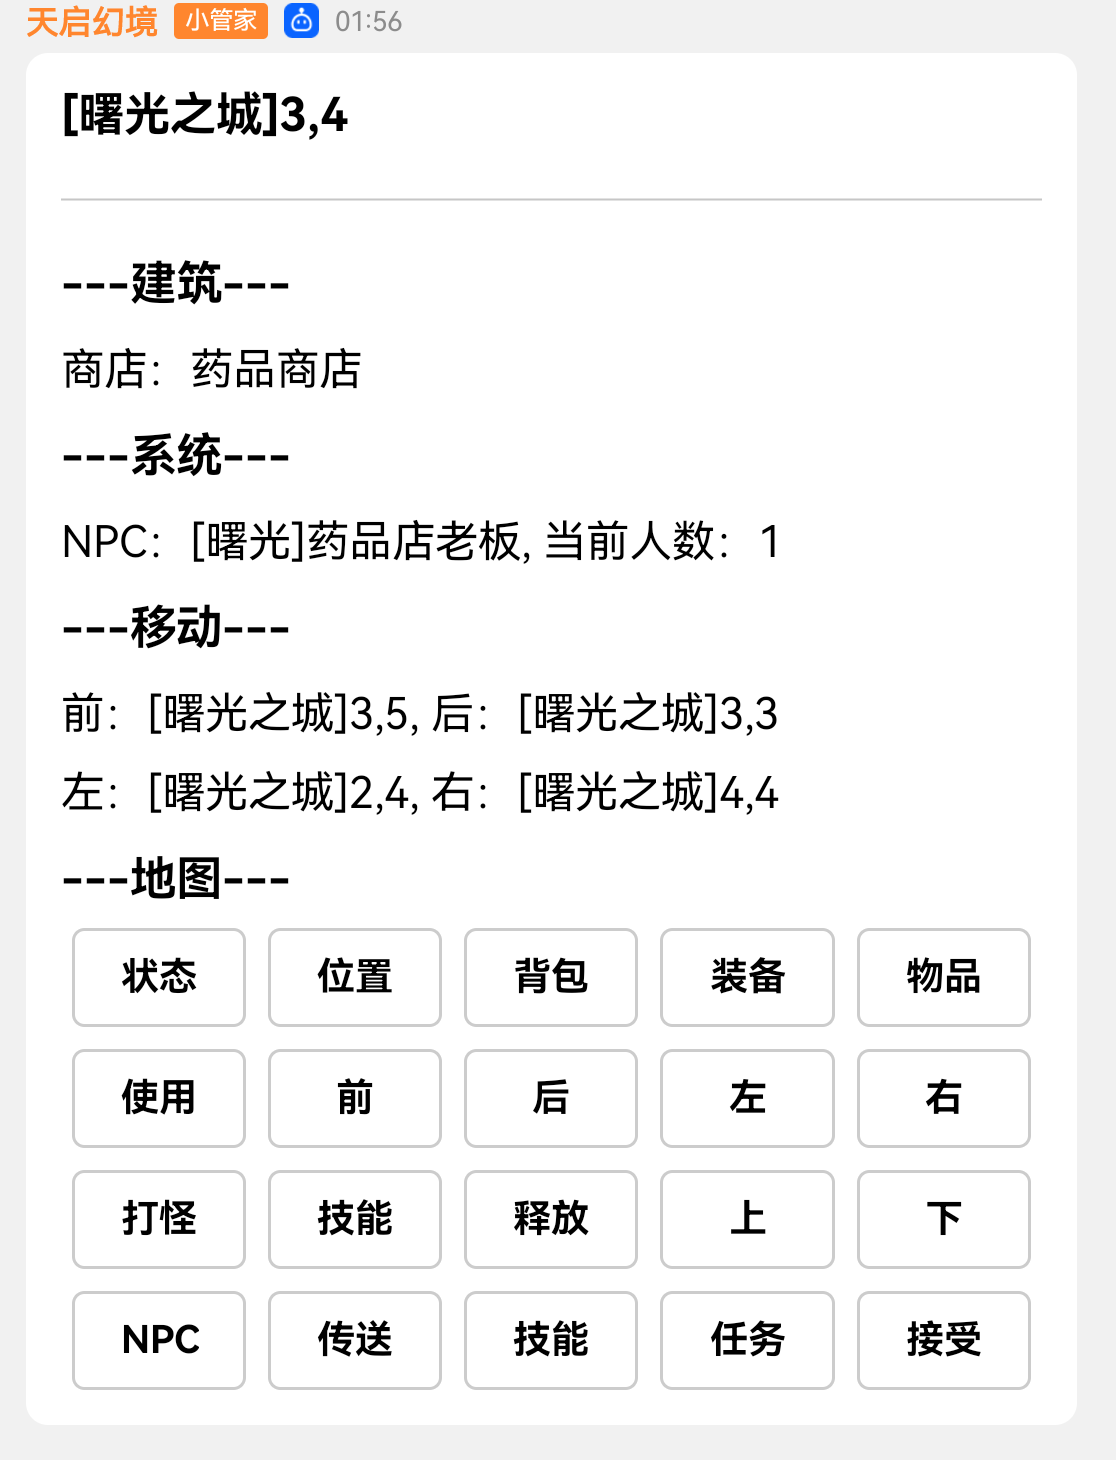 天启幻境 小管家 01:56
[曙光之城]3,4
---建筑---
商店：药品商店
---系统---
NPC：[曙光]药品店老板, 当前人数：1
---移动---
前：[曙光之城]3,5, 后：[曙光之城]3,3
左：[曙光之城]2,4, 右：[曙光之城]4,4
---地图---
状态 位置 背包 装备 物品
使用 前 后 左 右
打怪 技能 释放 上 下
NPC 传送 技能 任务 接受